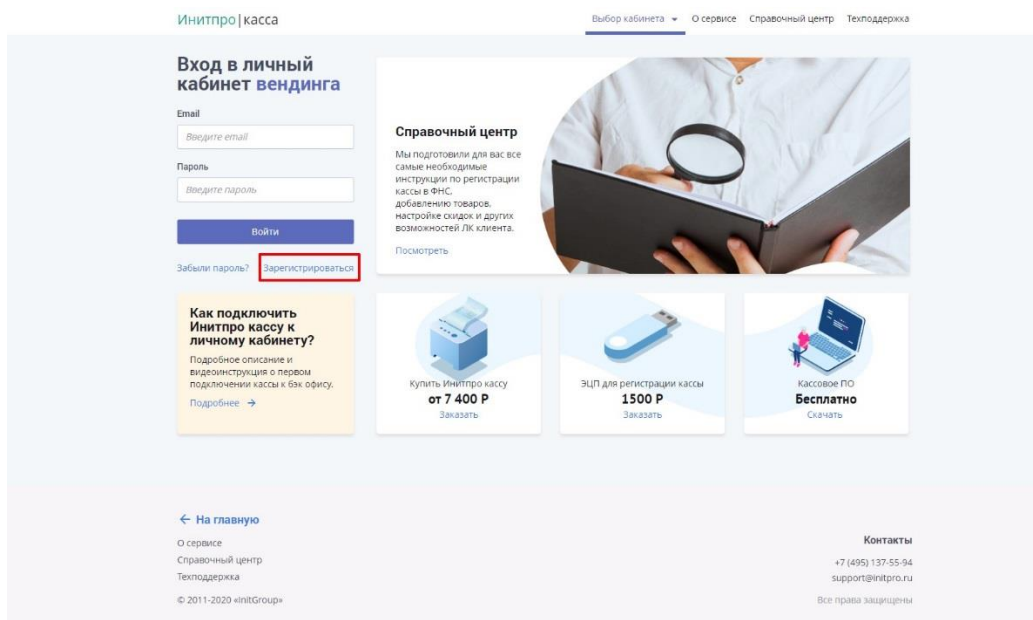 Инитпро|касса
Выбор кабинета О сервисе Справочный центр Техподдержка
Вход в личный
кабинет вендинга
Email
Введите email
Пароль
Введите пароль
Войти
Забыли пароль? Зарегистрироваться
Справочный центр
Мы подготовили для вас все
самые необходимые
инструкции по регистрации
кассы в ФНС,
добавлению товаров,
настройке скидок и других
возможностей ЛК клиента.
Посмотреть
Как подключить
Инитпро кассу к
личному кабинету?
Подробное описание и
видеоинструкция о первом
подключении кассы к бэк офису.
Подробнее →
Купить Инитпро кассу
от 7 400 Р
Заказать
ЭЦП для регистрации кассы
1500 Р
Заказать
Кассовое ПО
Бесплатно
Скачать
← На главную
О сервисе
Справочный центр
Техподдержка
© 2011-2020 «InitGroup»
Контакты
+7 (495) 137-55-94
support@initpro.ru
Все права защищены